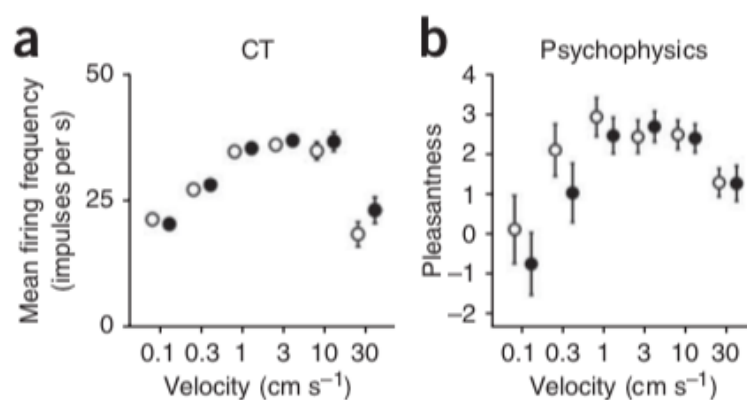 a
CT
Mean firing frequency
(impulses per s)
50
25
0
0.1 0.3 1 3 10 30
Velocity (cm s⁻¹)
b
Psychophysics
Pleasantness
4
3
2
1
0
–1
–2
0.1 0.3 1 3 10 30
Velocity (cm s⁻¹)